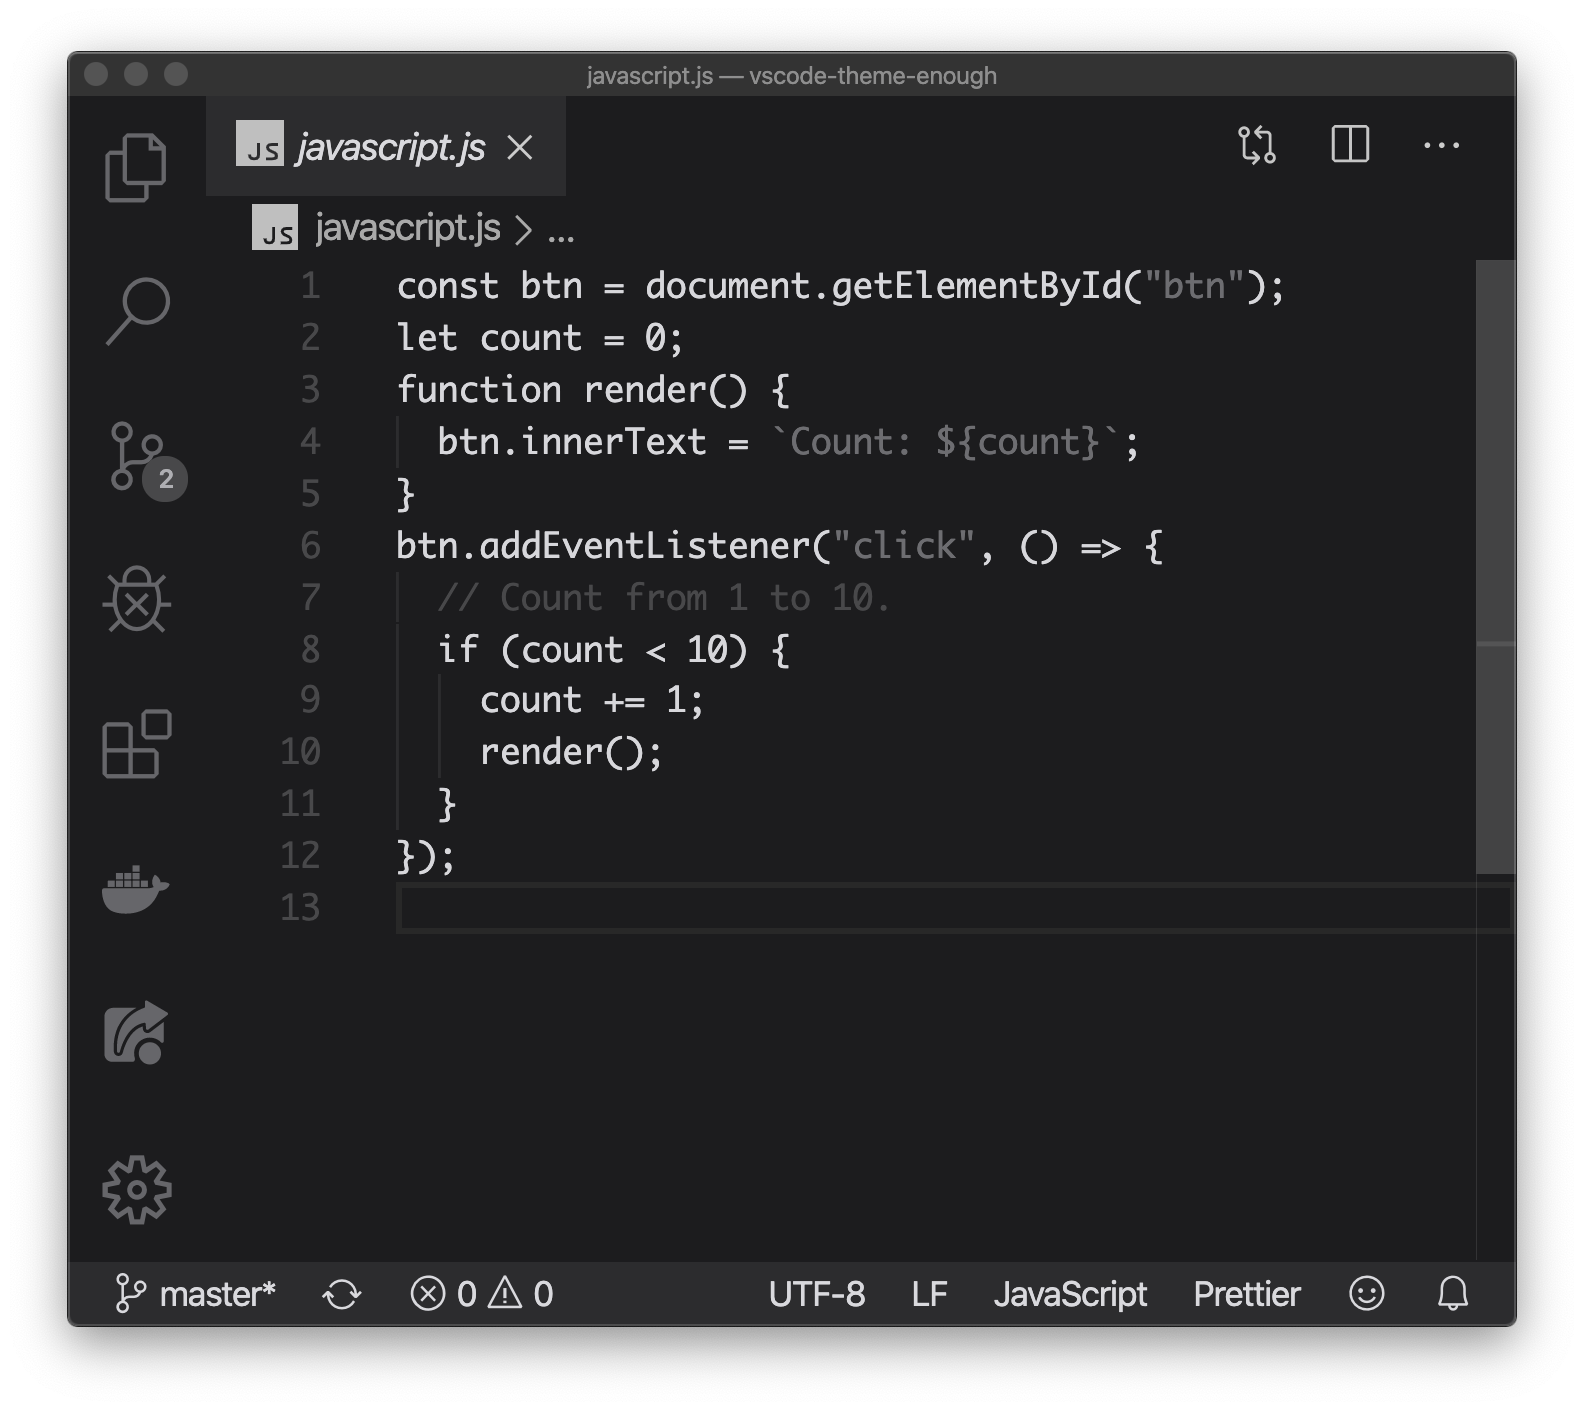 javascript.js — vscode-theme-enough
JS javascript.js
JS javascript.js > ...
1 const btn = document.getElementById("btn");
2 let count = 0;
3 function render() {
4   btn.innerText = `Count: ${count}`;
5 }
6 btn.addEventListener("click", () => {
7   // Count from 1 to 10.
8   if (count < 10) {
9     count += 1;
10     render();
11   }
12 });
13
2
master* 0 0 UTF-8 LF JavaScript Prettier